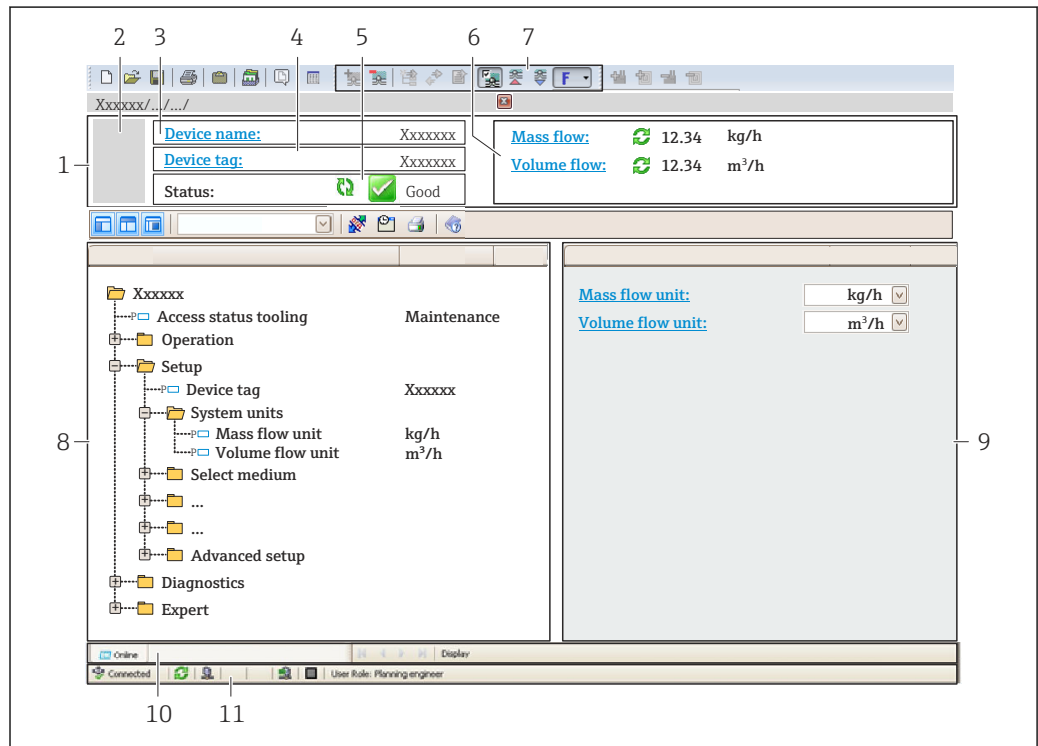 2 3 4 5 6 7
F
Xxxxxx/.../.../
1
Device name: Xxxxxxx
Device tag: Xxxxxxx
Status: Good
Mass flow: 12.34 kg/h
Volume flow: 12.34 m³/h
Xxxxxx
P Access status tooling Maintenance
Operation
Setup
P Device tag Xxxxxx
System units
P Mass flow unit kg/h
P Volume flow unit m³/h
Select medium
...
...
Advanced setup
Diagnostics
Expert
8
Mass flow unit: kg/h
Volume flow unit: m³/h
9
Online Display
Connected User Role: Planning engineer
10 11